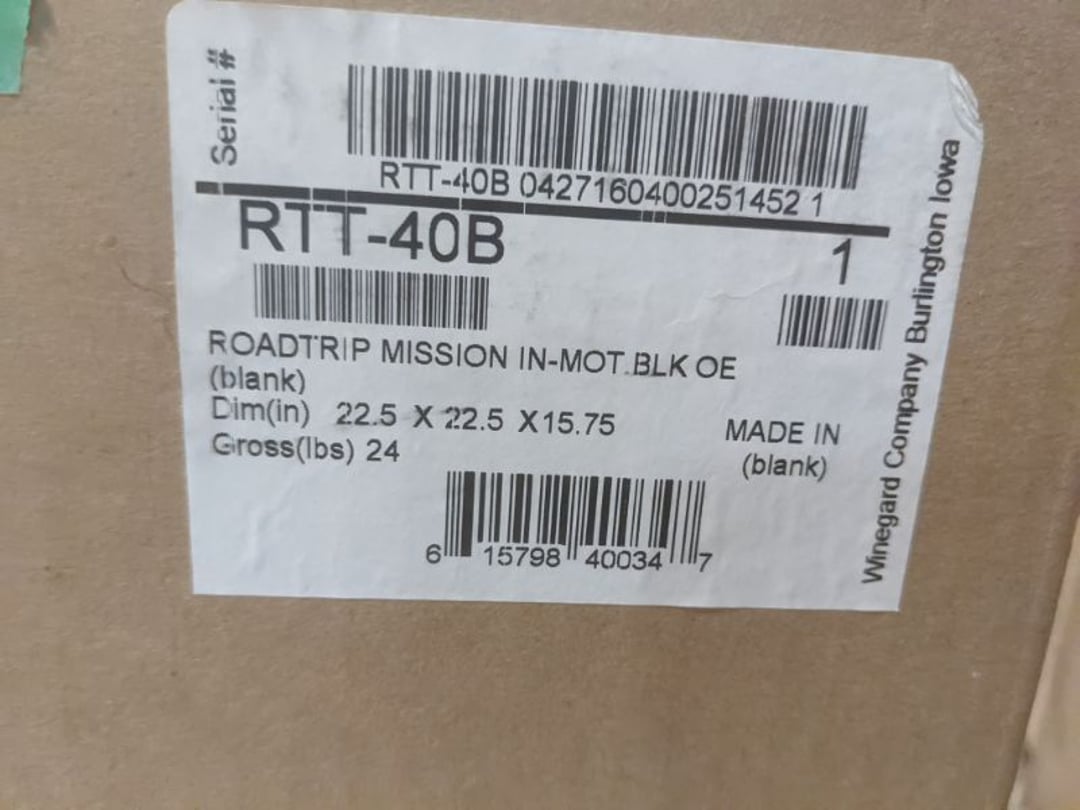 Serial #
RTT-40B 0427160400251452 1
RTT-40B
1
ROADTRIP MISSION IN-MOT.BLK OE
(blank)
Dim(in) 22.5 X 22.5 X15.75
Gross(lbs) 24
MADE IN
(blank)
6 15798 40034 7
Winegard Company Burlington Iowa